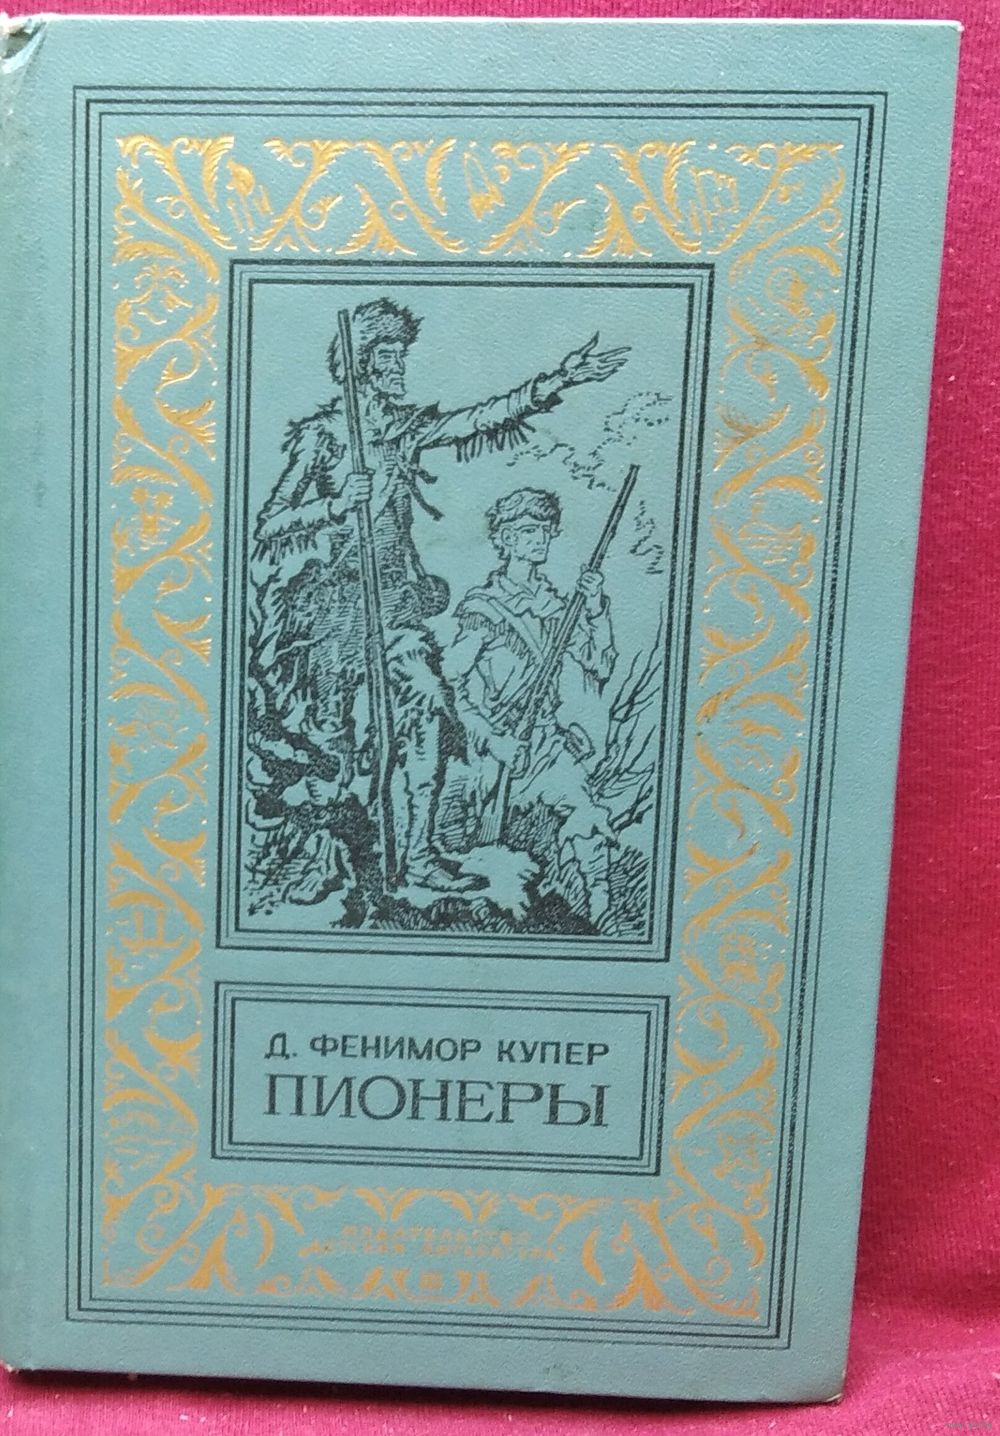 Д. ФЕНИМОР КУПЕР
ПИОНЕРЫ
ИЗДАТЕЛЬСТВО
"ДЕТСКАЯ ЛИТЕРАТУРА"